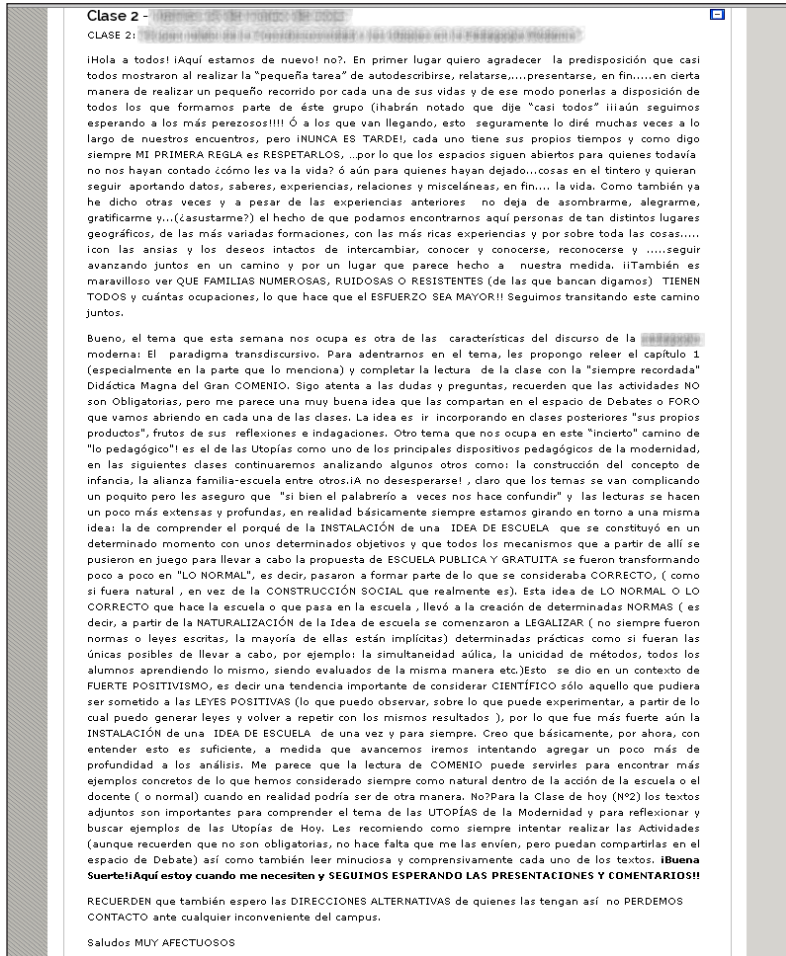 Clase 2 -
CLASE 2:
¡Hola a todos! ¡Aquí estamos de nuevo! no?. En primer lugar quiero agradecer la predisposición que casi
todos mostraron al realizar la "pequeña tarea" de autodescribirse, relatarse,....presentarse, en fin.....en cierta
manera de realizar un pequeño recorrido por cada una de sus vidas y de ese modo ponerlas a disposición de
todos los que formamos parte de éste grupo (¡habrán notado que dije "casi todos" ¡¡¡aún seguimos
esperando a los más perezosos!!!! Ó a los que van llegando, esto seguramente lo diré muchas veces a lo
largo de nuestros encuentros, pero ¡NUNCA ES TARDE!, cada uno tiene sus propios tiempos y como digo
siempre MI PRIMERA REGLA es RESPETARLOS, ...por lo que los espacios siguen abiertos para quienes todavía
no nos hayan contado ¿cómo les va la vida? ó aún para quienes hayan dejado...cosas en el tintero y quieran
seguir aportando datos, saberes, experiencias, relaciones y misceláneas, en fin.... la vida. Como también ya
he dicho otras veces y a pesar de las experiencias anteriores no deja de asombrarme, alegrarme,
gratificarme y...(¿asustarme?) el hecho de que podamos encontrarnos aquí personas de tan distintos lugares
geográficos, de las más variadas formaciones, con las más ricas experiencias y por sobre toda las cosas.....
¡con las ansias y los deseos intactos de intercambiar, conocer y conocerse, reconocerse y .....seguir
avanzando juntos en un camino y por un lugar que parece hecho a nuestra medida. ¡¡También es
maravilloso ver QUE FAMILIAS NUMEROSAS, RUIDOSAS O RESISTENTES (de las que bancan digamos) TIENEN
TODOS y cuántas ocupaciones, lo que hace que el ESFUERZO SEA MAYOR!! Seguimos transitando este camino
juntos.
Bueno, el tema que esta semana nos ocupa es otra de las características del discurso de la
moderna: El paradigma transdiscursivo. Para adentrarnos en el tema, les propongo releer el capítulo 1
(especialmente en la parte que lo menciona) y completar la lectura de la clase con la "siempre recordada"
Didáctica Magna del Gran COMENIO. Sigo atenta a las dudas y preguntas, recuerden que las actividades NO
son Obligatorias, pero me parece una muy buena idea que las compartan en el espacio de Debates o FORO
que vamos abriendo en cada una de las clases. La idea es ir incorporando en clases posteriores "sus propios
productos", frutos de sus reflexiones e indagaciones. Otro tema que nos ocupa en este "incierto" camino de
"lo pedagógico"! es el de las Utopías como uno de los principales dispositivos pedagógicos de la modernidad,
en las siguientes clases continuaremos analizando algunos otros como: la construcción del concepto de
infancia, la alianza familia-escuela entre otros.¡A no desesperarse! , claro que los temas se van complicando
un poquito pero les aseguro que "si bien el palabrerío a veces nos hace confundir" y las lecturas se hacen
un poco más extensas y profundas, en realidad básicamente siempre estamos girando en torno a una misma
idea: la de comprender el porqué de la INSTALACIÓN de una IDEA DE ESCUELA que se constituyó en un
determinado momento con unos determinados objetivos y que todos los mecanismos que a partir de allí se
pusieron en juego para llevar a cabo la propuesta de ESCUELA PUBLICA Y GRATUITA se fueron transformando
poco a poco en "LO NORMAL", es decir, pasaron a formar parte de lo que se consideraba CORRECTO, ( como
si fuera natural , en vez de la CONSTRUCCIÓN SOCIAL que realmente es). Esta idea de LO NORMAL O LO
CORRECTO que hace la escuela o que pasa en la escuela , llevó a la creación de determinadas NORMAS ( es
decir, a partir de la NATURALIZACIÓN de la Idea de escuela se comenzaron a LEGALIZAR ( no siempre fueron
normas o leyes escritas, la mayoría de ellas están implícitas) determinadas prácticas como si fueran las
únicas posibles de llevar a cabo, por ejemplo: la simultaneidad aúlica, la unicidad de métodos, todos los
alumnos aprendiendo lo mismo, siendo evaluados de la misma manera etc.)Esto se dio en un contexto de
FUERTE POSITIVISMO, es decir una tendencia importante de considerar CIENTÍFICO sólo aquello que pudiera
ser sometido a las LEYES POSITIVAS (lo que puedo observar, sobre lo que puede experimentar, a partir de lo
cual puedo generar leyes y volver a repetir con los mismos resultados ), por lo que fue más fuerte aún la
INSTALACIÓN de una IDEA DE ESCUELA de una vez y para siempre. Creo que básicamente, por ahora, con
entender esto es suficiente, a medida que avancemos iremos intentando agregar un poco más de
profundidad a los análisis. Me parece que la lectura de COMENIO puede servirles para encontrar más
ejemplos concretos de lo que hemos considerado siempre como natural dentro de la acción de la escuela o el
docente ( o normal) cuando en realidad podría ser de otra manera. No?Para la Clase de hoy (Nº2) los textos
adjuntos son importantes para comprender el tema de las UTOPÍAS de la Modernidad y para reflexionar y
buscar ejemplos de las Utopías de Hoy. Les recomiendo como siempre intentar realizar las Actividades
(aunque recuerden que no son obligatorias, no hace falta que me las envíen, pero puedan compartirlas en el
espacio de Debate) así como también leer minuciosa y comprensivamente cada uno de los textos. ¡Buena
Suerte!¡Aquí estoy cuando me necesiten y SEGUIMOS ESPERANDO LAS PRESENTACIONES Y COMENTARIOS!!
RECUERDEN que también espero las DIRECCIONES ALTERNATIVAS de quienes las tengan así no PERDEMOS
CONTACTO ante cualquier inconveniente del campus.
Saludos MUY AFECTUOSOS